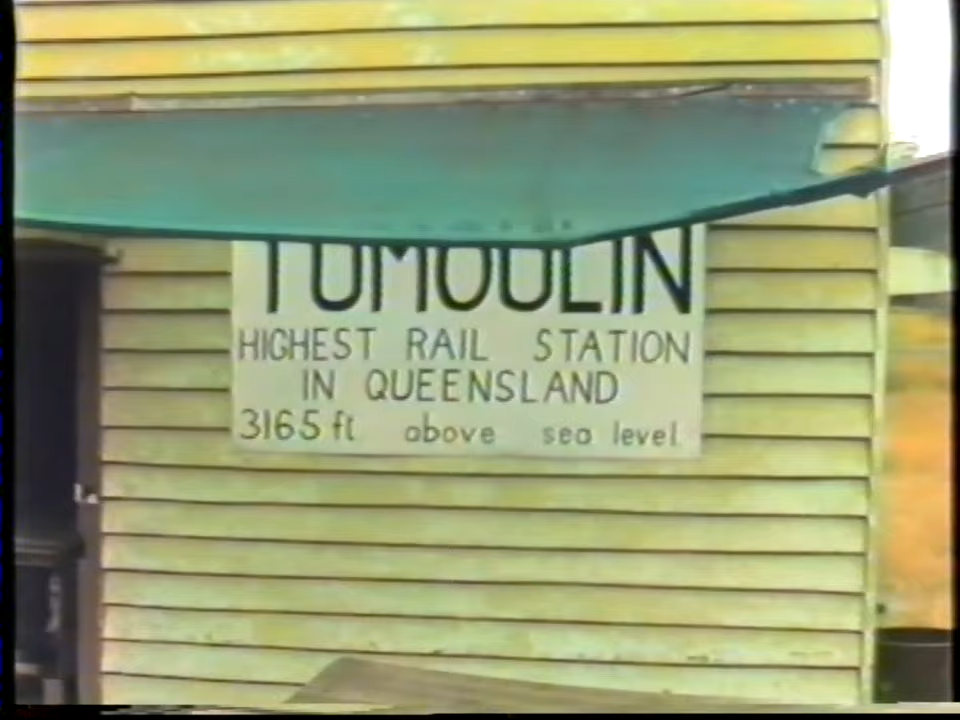 TUMOULIN
HIGHEST RAIL STATION
IN QUEENSLAND
3165 ft above sea level